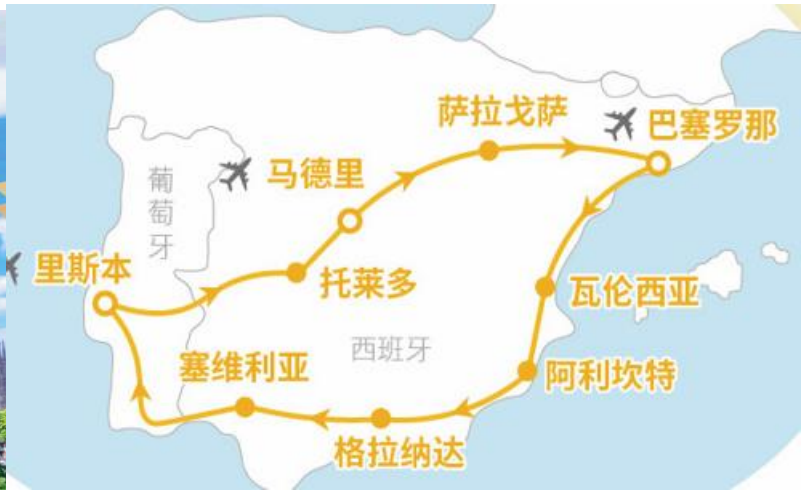 萨拉戈萨
巴塞罗那
马德里
葡萄牙
里斯本
托莱多
瓦伦西亚
西班牙
塞维利亚
阿利坎特
格拉纳达